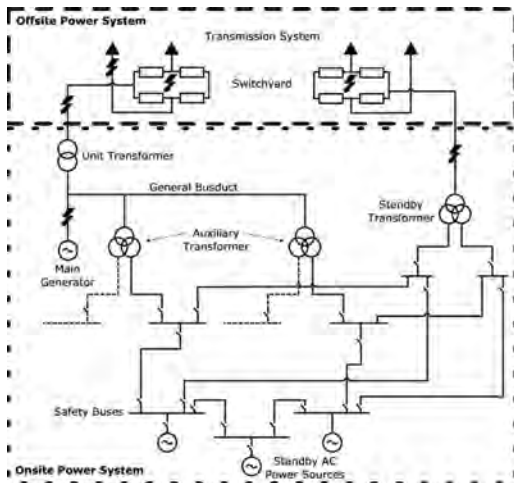 Offsite Power System
Transmission System
Switchyard
Unit Transformer
General Busduct
Standby
Transformer
Auxiliary
Transformer
Main
Generator
Safety Buses
Standby AC
Power Sources
Onsite Power System